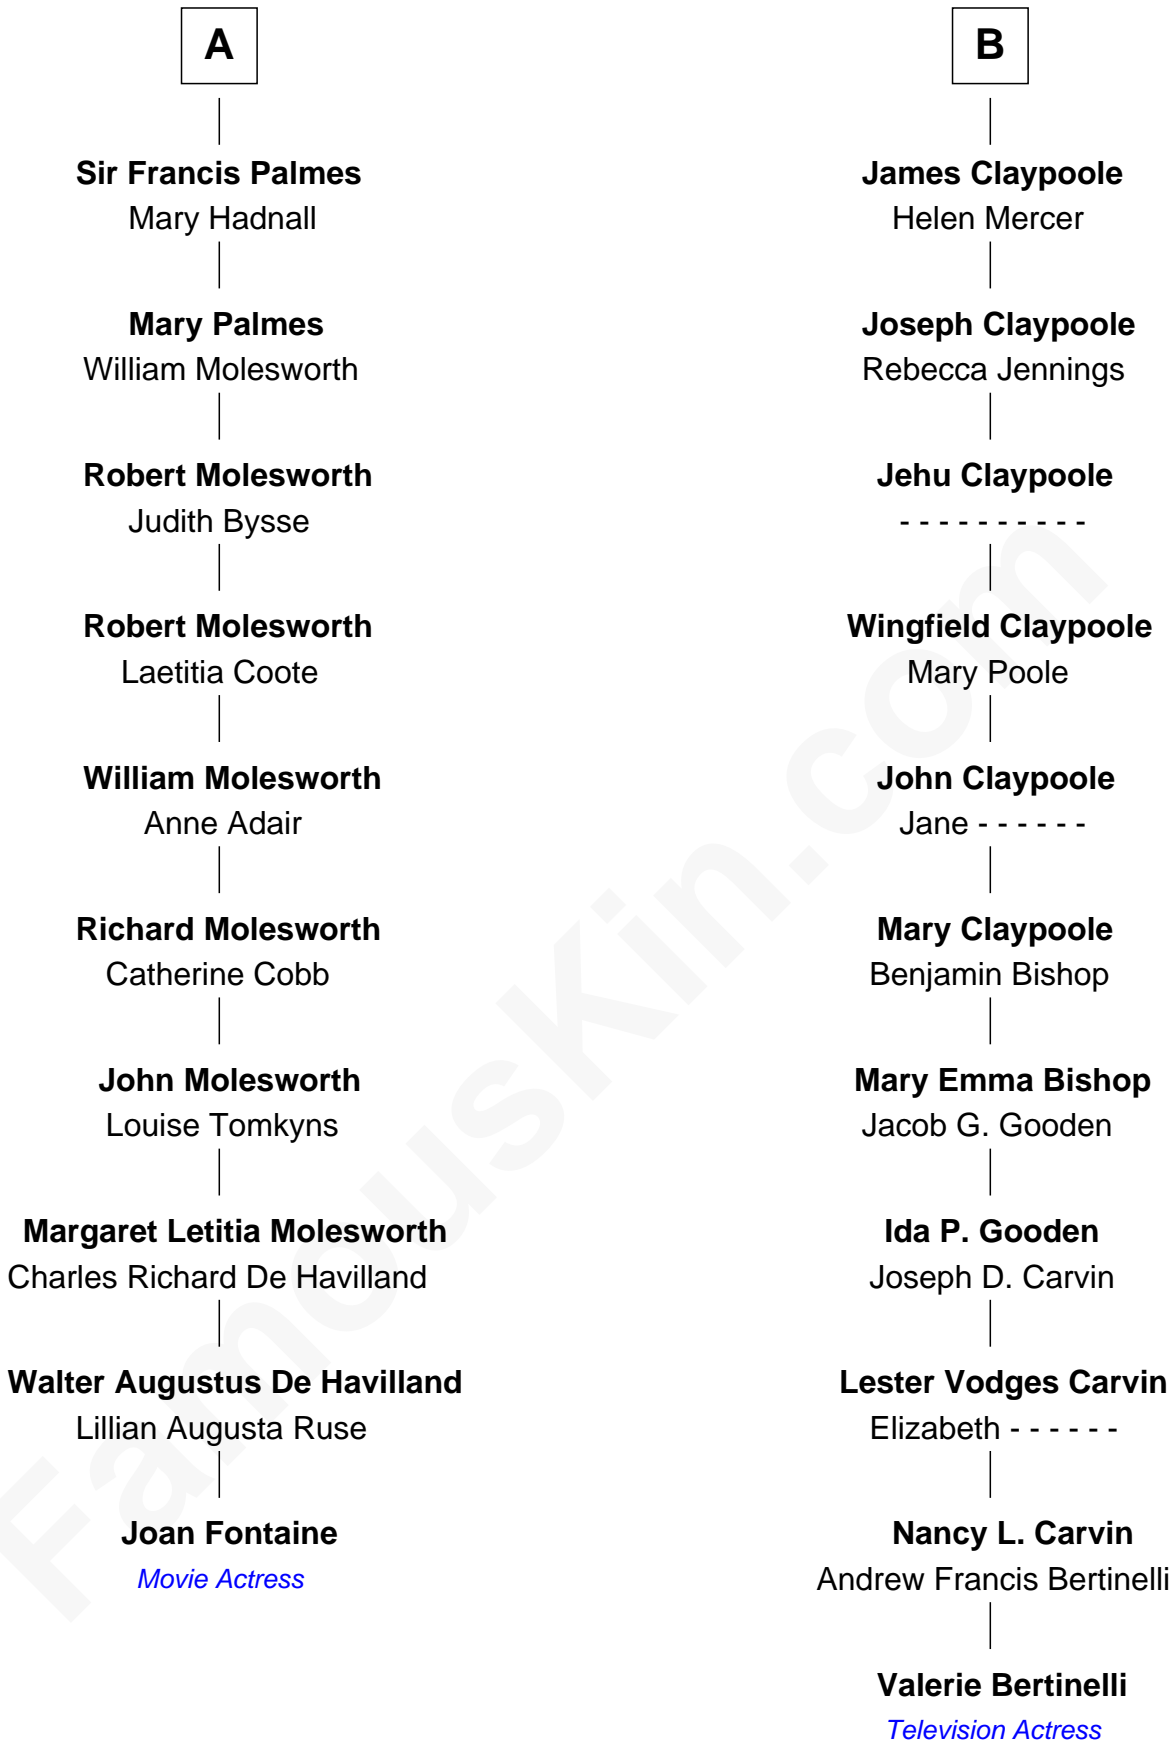 A
Sir Francis Palmes
Mary Hadnall
Mary Palmes
William Molesworth
Robert Molesworth
Judith Bysse
Robert Molesworth
Laetitia Coote
William Molesworth
Anne Adair
Richard Molesworth
Catherine Cobb
John Molesworth
Louise Tomkyns
Margaret Letitia Molesworth
Charles Richard De Havilland
Walter Augustus De Havilland
Lillian Augusta Ruse
Joan Fontaine
Movie Actress
B
James Claypoole
Helen Mercer
Joseph Claypoole
Rebecca Jennings
Jehu Claypoole
- - - - - - - - - -
Wingfield Claypoole
Mary Poole
John Claypoole
Jane - - - - - -
Mary Claypoole
Benjamin Bishop
Mary Emma Bishop
Jacob G. Gooden
Ida P. Gooden
Joseph D. Carvin
Lester Vodges Carvin
Elizabeth - - - - - -
Nancy L. Carvin
Andrew Francis Bertinelli
Valerie Bertinelli
Television Actress
FamousKin.com